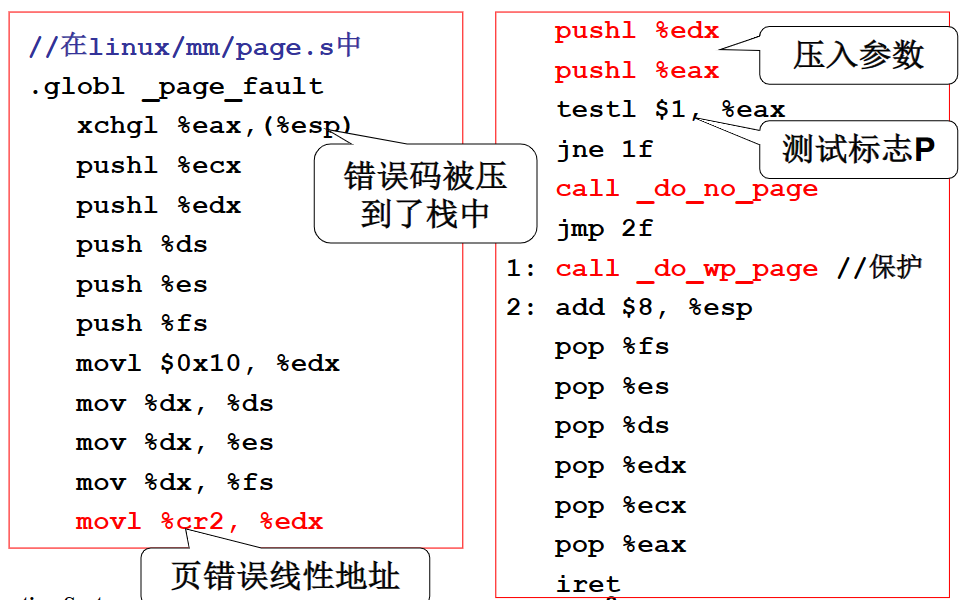 //在linux/mm/page.s中
.globl _page_fault
xchgl %eax,(%esp)
pushl %ecx
pushl %edx
push %ds
push %es
push %fs
movl $0x10, %edx
mov %dx, %ds
mov %dx, %es
mov %dx, %fs
movl %cr2, %edx
错误码被压
到了栈中
页错误线性地址
pushl %edx
pushl %eax
testl $1, %eax
jne 1f
call _do_no_page
jmp 2f
1: call _do_wp_page //保护
2: add $8, %esp
pop %fs
pop %es
pop %ds
pop %edx
pop %ecx
pop %eax
iret
压入参数
测试标志P